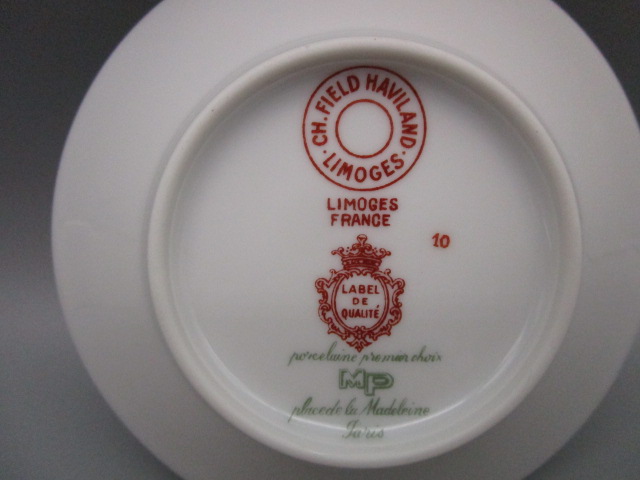 CH. FIELD HAVILAND
· LIMOGES ·
LIMOGES
FRANCE
10
LABEL
DE
QUALITÉ
porcelaine premier choix
MP
place de la Madeleine
Paris